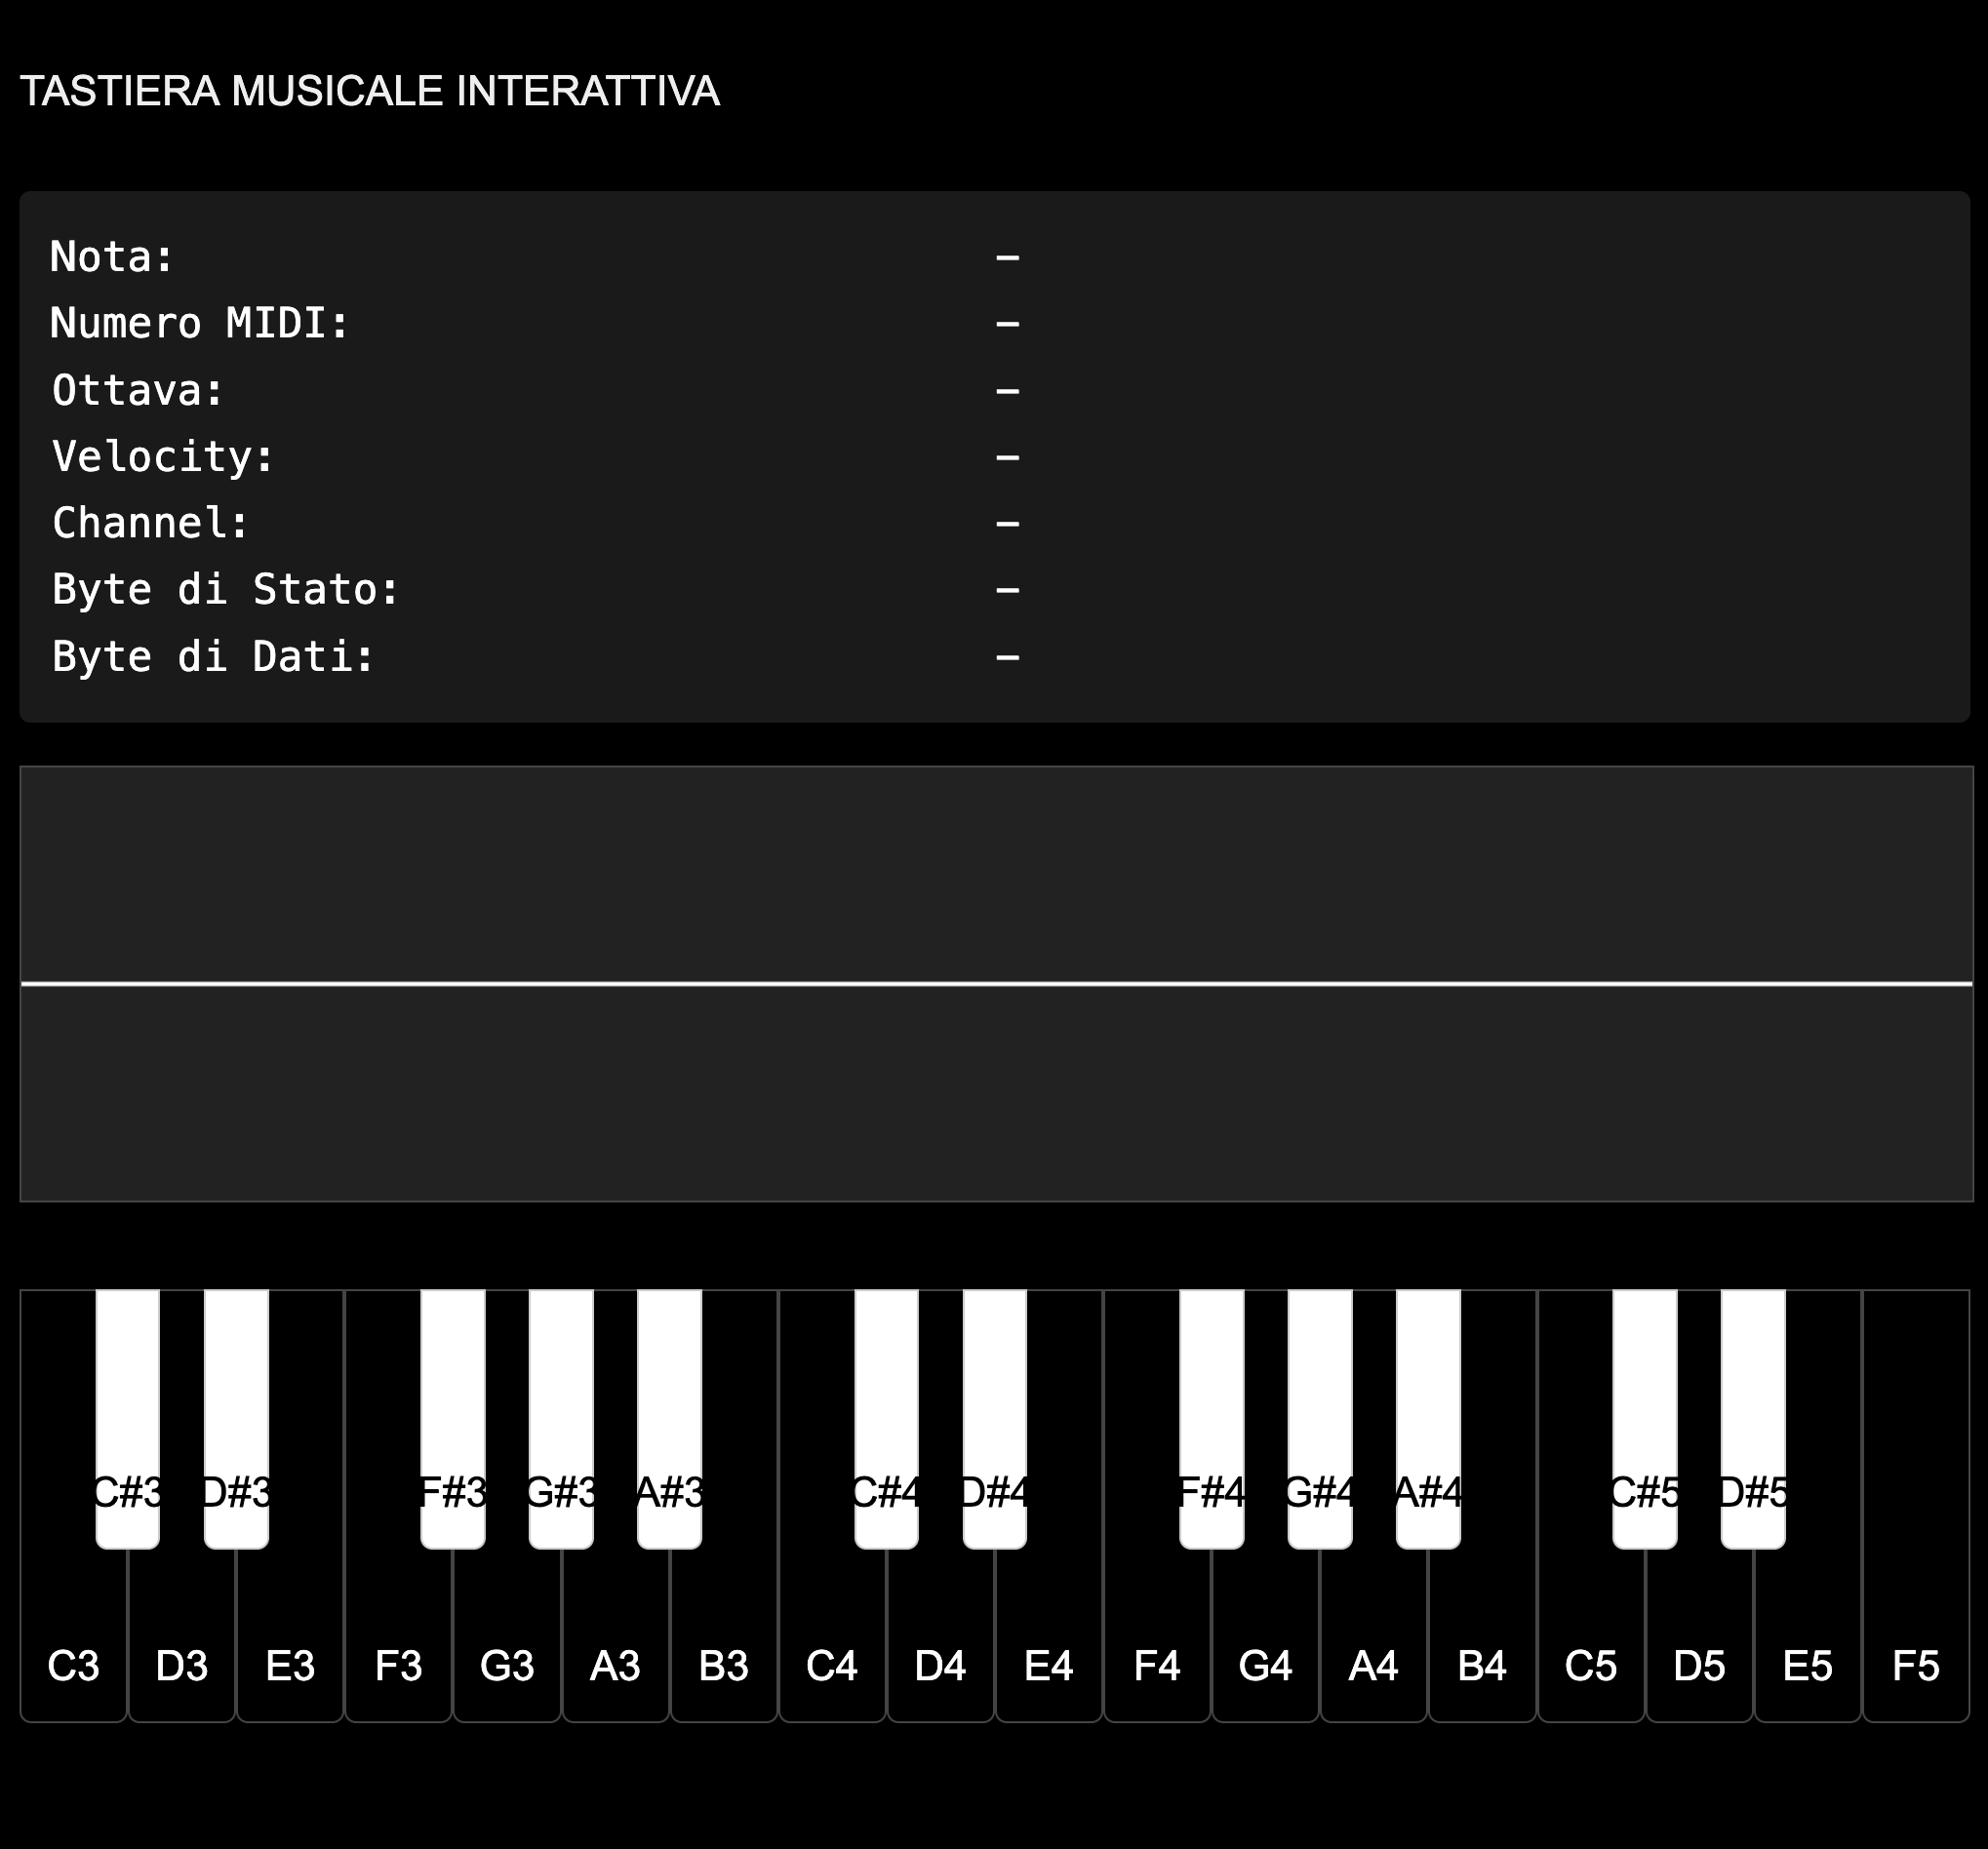 TASTIERA MUSICALE INTERATTIVA
Nota: –
Numero MIDI: –
Ottava: –
Velocity: –
Channel: –
Byte di Stato: –
Byte di Dati: –
C#3 D#3 F#3 G#3 A#3 C#4 D#4 F#4 G#4 A#4 C#5 D#5
C3 D3 E3 F3 G3 A3 B3 C4 D4 E4 F4 G4 A4 B4 C5 D5 E5 F5